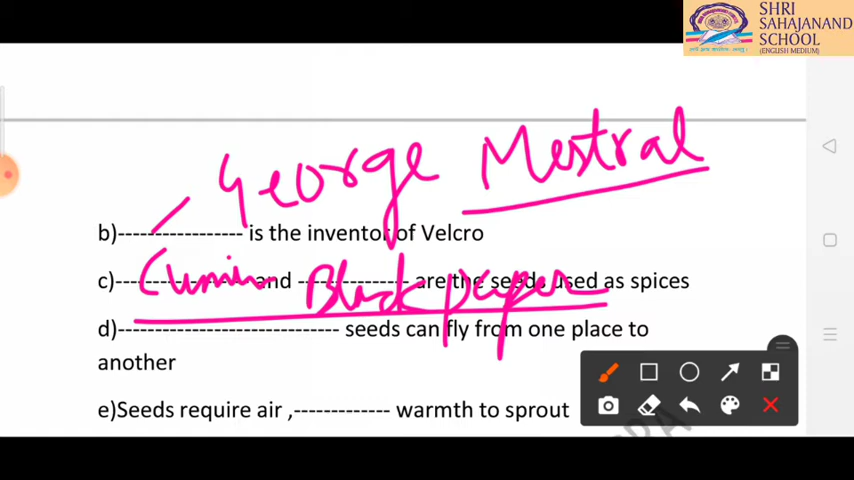 SHRI
SAHAJANAND
SCHOOL
(ENGLISH MEDIUM)
George Mestral
b)----------------- is the inventor of Velcro
Cumin Black peper
c)------------------- and --------------- are the seeds used as spices
d)------------------------------ seeds can fly from one place to
another
e)Seeds require air ,------------- warmth to sprout